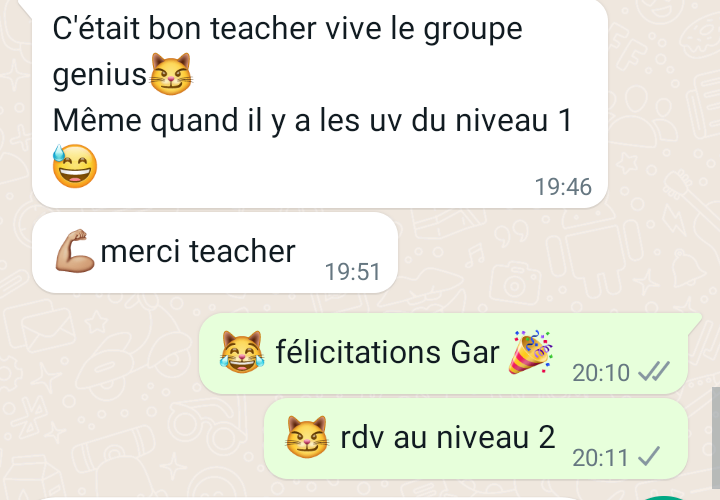 C'était bon teacher vive le groupe
genius😼
Même quand il y a les uv du niveau 1
😅
19:46
💪🏽merci teacher
19:51
😹 félicitations Gar 🎉
20:10
😼 rdv au niveau 2
20:11